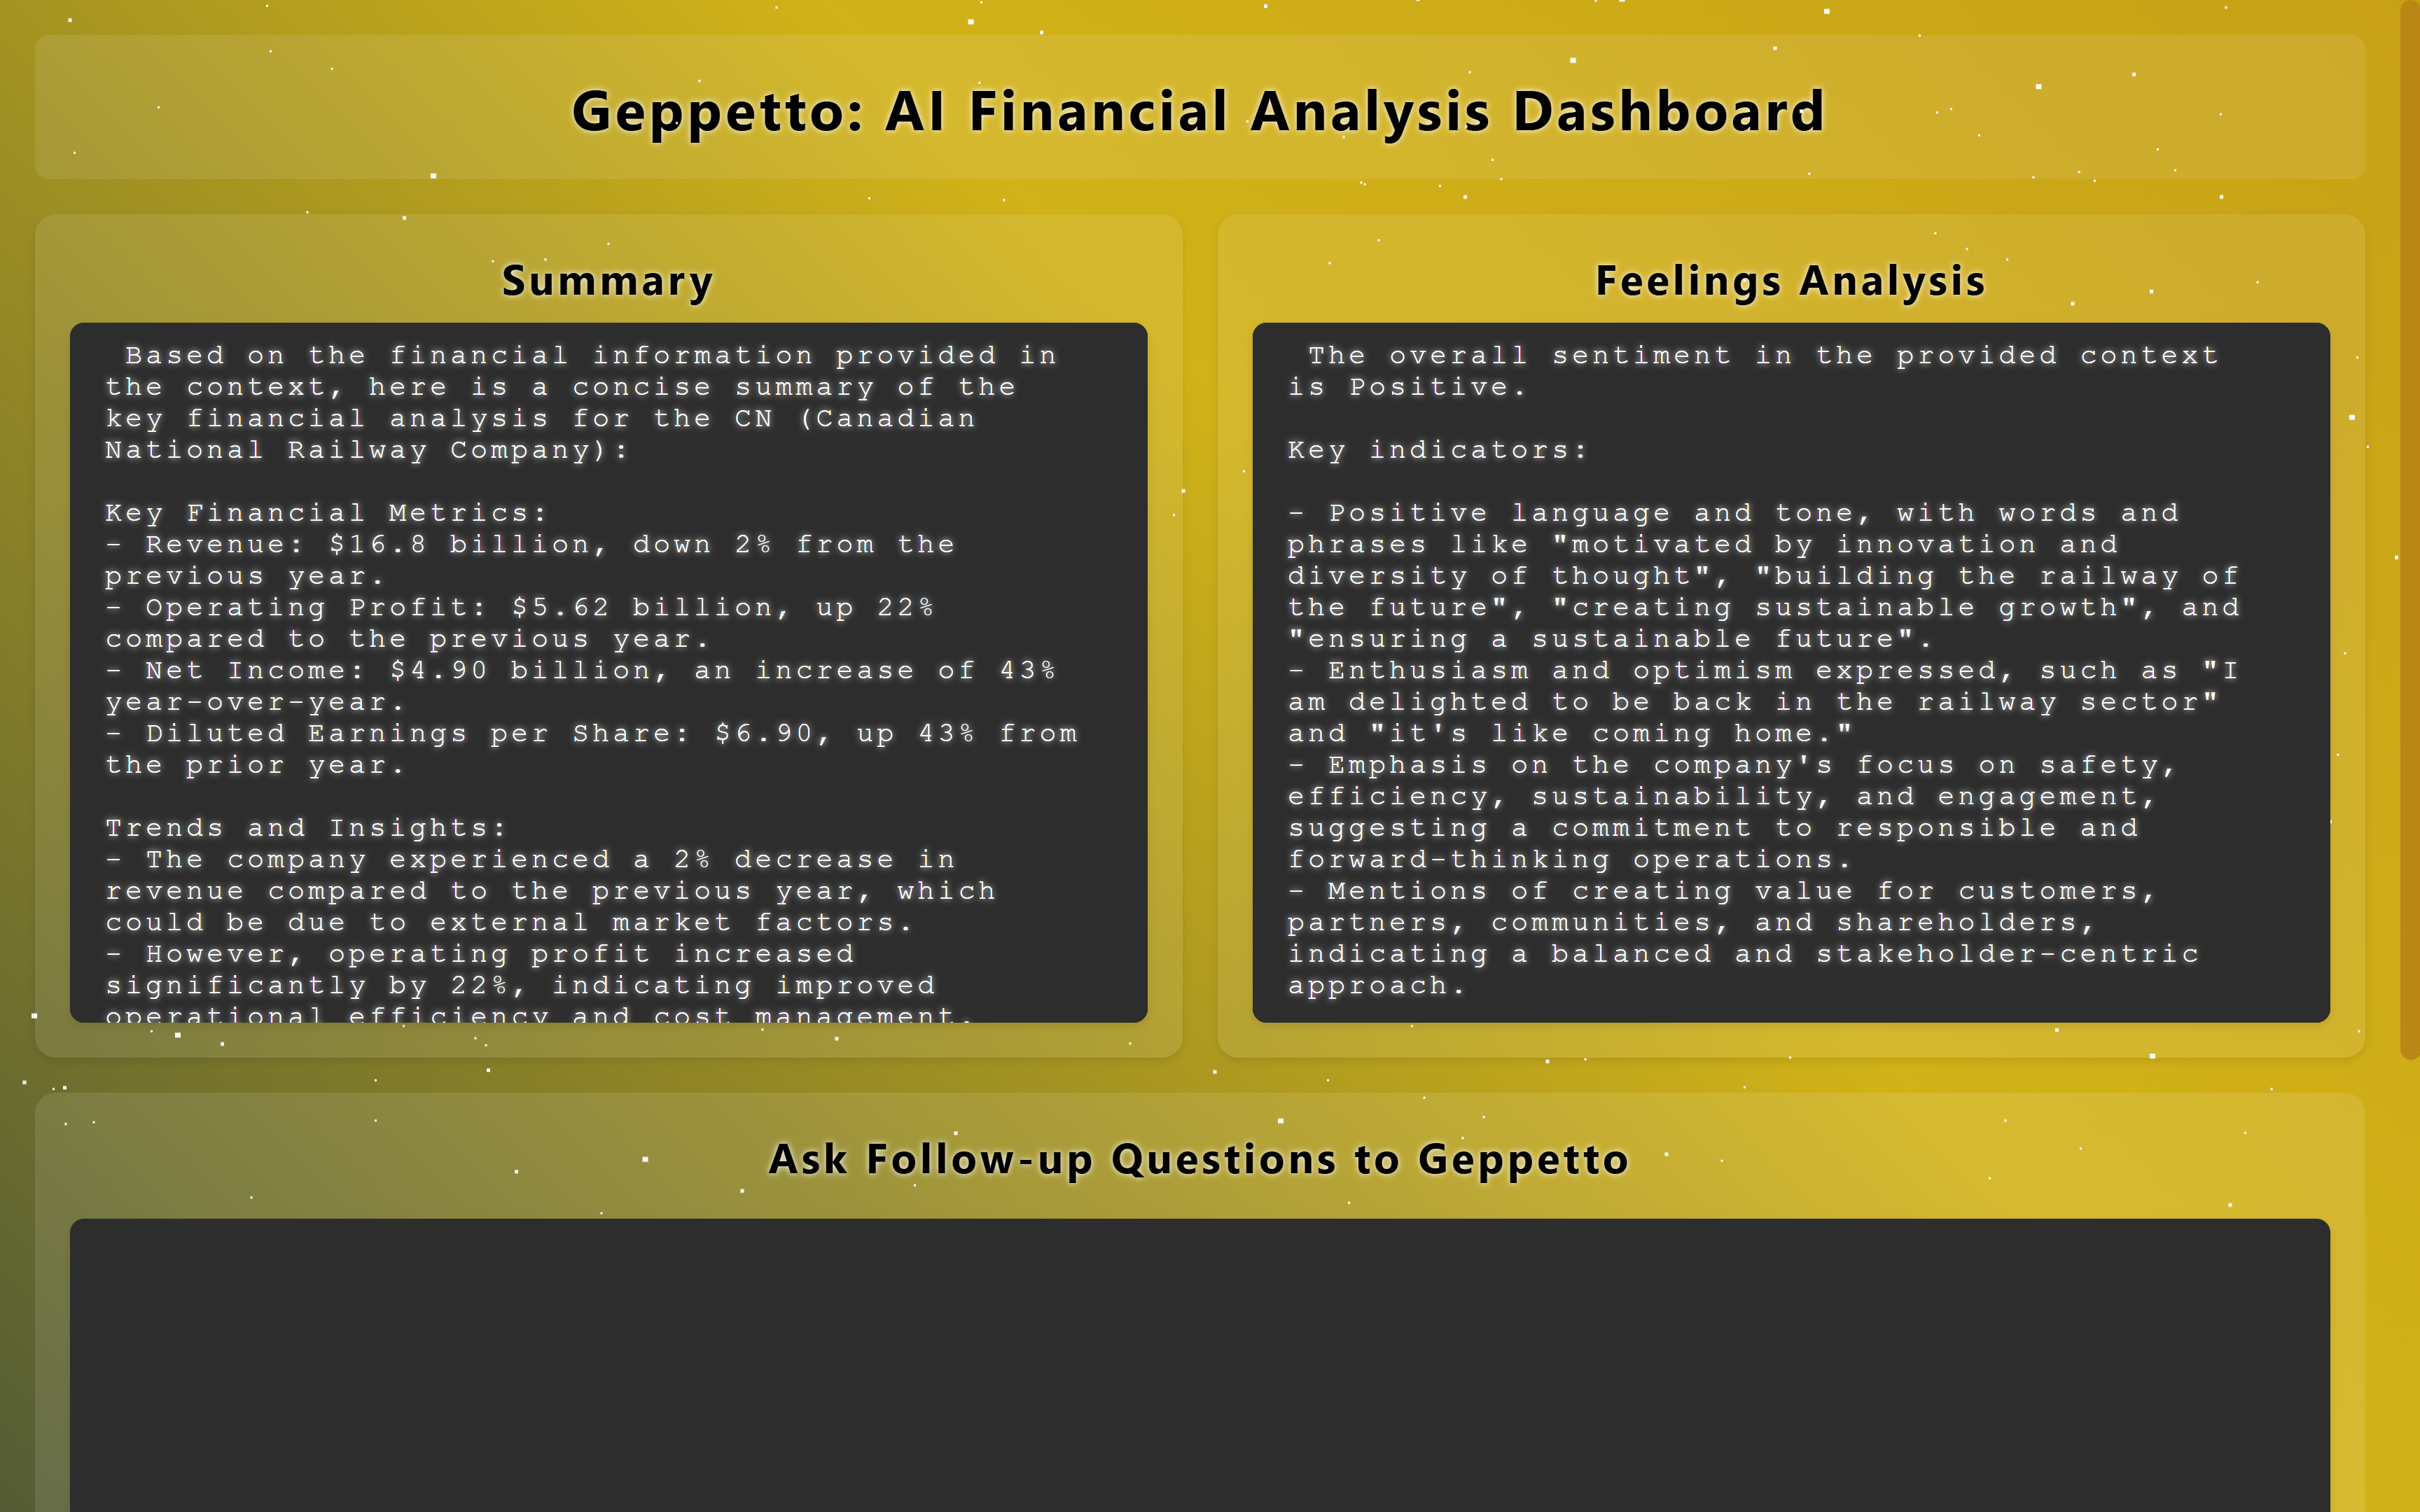 Geppetto: AI Financial Analysis Dashboard
Summary
Based on the financial information provided in
the context, here is a concise summary of the
key financial analysis for the CN (Canadian
National Railway Company):
Key Financial Metrics:
- Revenue: $16.8 billion, down 2% from the
previous year.
- Operating Profit: $5.62 billion, up 22%
compared to the previous year.
- Net Income: $4.90 billion, an increase of 43%
year-over-year.
- Diluted Earnings per Share: $6.90, up 43% from
the prior year.
Trends and Insights:
- The company experienced a 2% decrease in
revenue compared to the previous year, which
could be due to external market factors.
- However, operating profit increased
significantly by 22%, indicating improved
operational efficiency and cost management.
Feelings Analysis
The overall sentiment in the provided context
is Positive.
Key indicators:
- Positive language and tone, with words and
phrases like "motivated by innovation and
diversity of thought", "building the railway of
the future", "creating sustainable growth", and
"ensuring a sustainable future".
- Enthusiasm and optimism expressed, such as "I
am delighted to be back in the railway sector"
and "it's like coming home."
- Emphasis on the company's focus on safety,
efficiency, sustainability, and engagement,
suggesting a commitment to responsible and
forward-thinking operations.
- Mentions of creating value for customers,
partners, communities, and shareholders,
indicating a balanced and stakeholder-centric
approach.
Ask Follow-up Questions to Geppetto